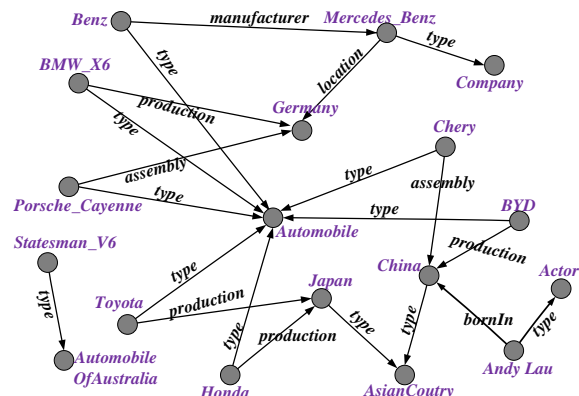 Benz
manufacturer
Mercedes_Benz
type
type
BMW_X6
location
Company
production
Germany
type
Chery
assembly
type
assembly
Porsche_Cayenne
type
type
BYD
Automobile
Statesman_V6
production
type
China
Actor
Japan
Toyota
production
type
bornIn
type
type
production
type
type
Automobile
OfAustralia
Andy Lau
Honda
AsianCoutry